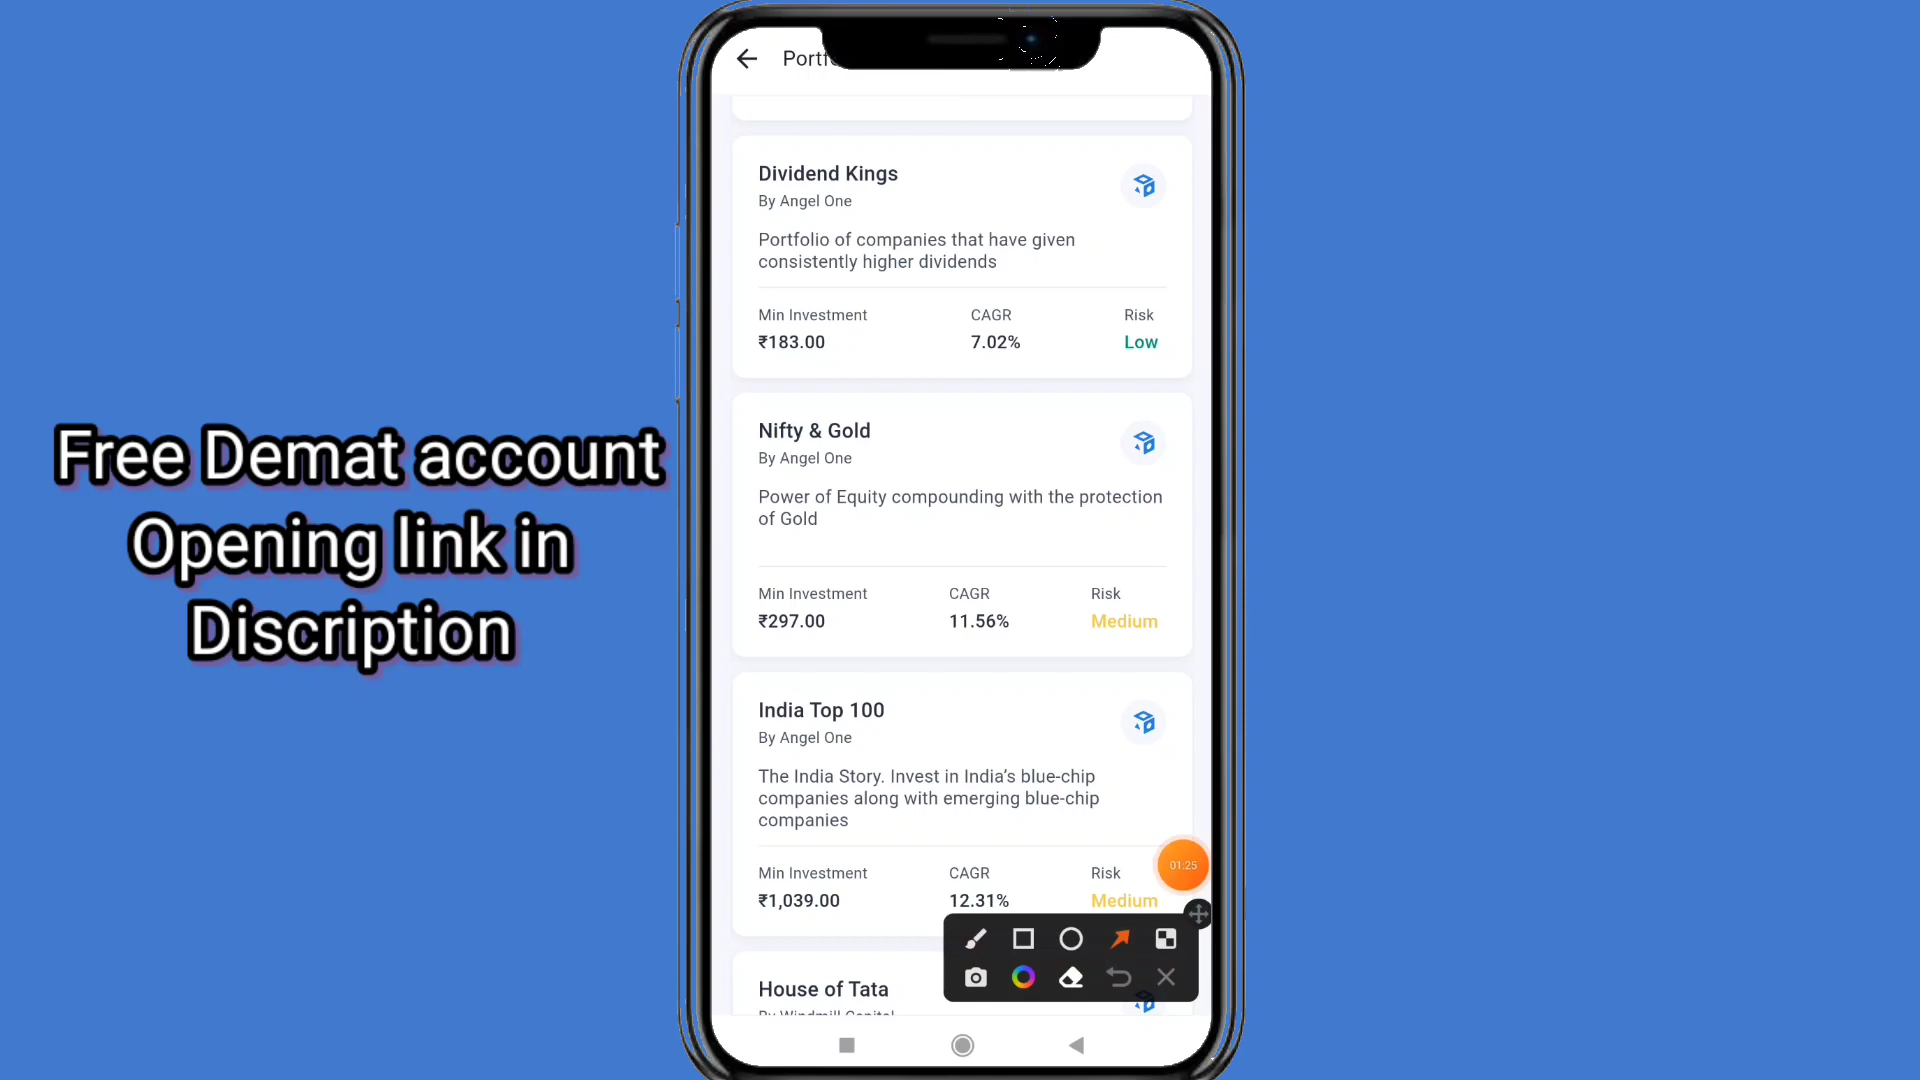 Free Demat account
Opening link in
Discription
Dividend Kings
By Angel One
Portfolio of companies that have given
consistently higher dividends
Min Investment CAGR Risk
₹183.00 7.02% Low
Nifty & Gold
By Angel One
Power of Equity compounding with the protection
of Gold
Min Investment CAGR Risk
₹297.00 11.56% Medium
India Top 100
By Angel One
The India Story. Invest in India’s blue-chip
companies along with emerging blue-chip
companies
Min Investment CAGR Risk
01:25
₹1,039.00 12.31% Medium
House of Tata